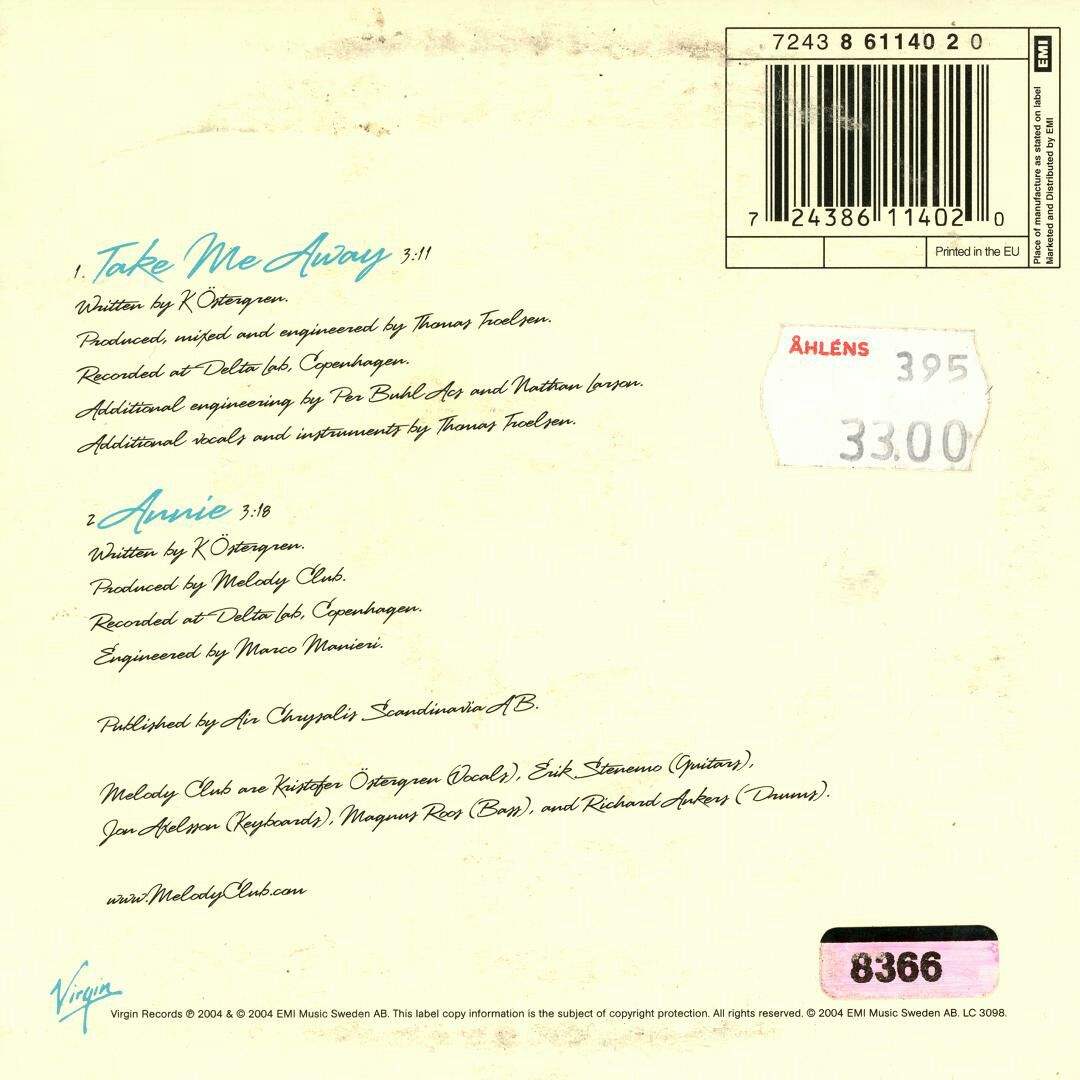 7243 8 61140 2 0
EMI
Place of manufacture as stated on label
Marketed and Distributed by EMI
7 24386 11402 0
Printed in the EU
1. Take Me Away 3:11
Written by K Östergren.
Produced, mixed and engineered by Thomas Troelsen.
Recorded at Delta Lab, Copenhagen.
Additional engineering by Per Buhl Acs and Nathan Larson.
Additional vocals and instruments by Thomas Troelsen.
ÅHLÉNS 395
33.00
2 Annie 3:18
Written by K Östergren.
Produced by Melody Club.
Recorded at Delta Lab, Copenhagen.
Engineered by Marco Manieri.
Published by Air Chrysalis Scandinavia AB.
Melody Club are Kristofer Östergren (Vocals), Erik Stenemo (Guitars),
Jon Axelsson (Keyboards), Magnus Roos (Bass), and Richard Ankers (Drums).
www.MelodyClub.com
8366
Virgin
Virgin Records ℗ 2004 & © 2004 EMI Music Sweden AB. This label copy information is the subject of copyright protection. All rights reserved. © 2004 EMI Music Sweden AB. LC 3098.